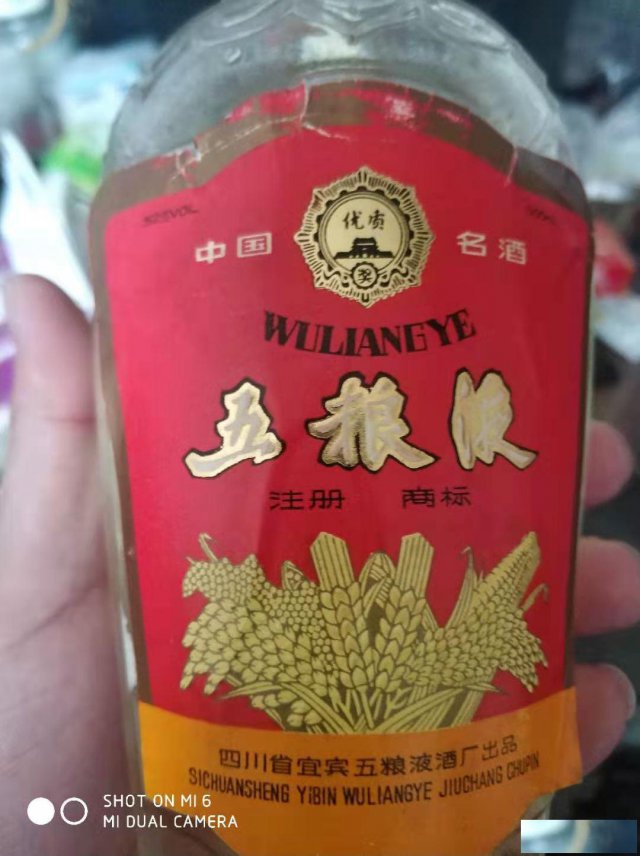 中国 优质 名酒
奖
WULIANGYE
五粮液
注册 商标
四川省宜宾五粮液酒厂出品
SICHUANSHENG YiBIN WULIANGYE JIUCHANG CHUPIN
SHOT ON MI 6
MI DUAL CAMERA